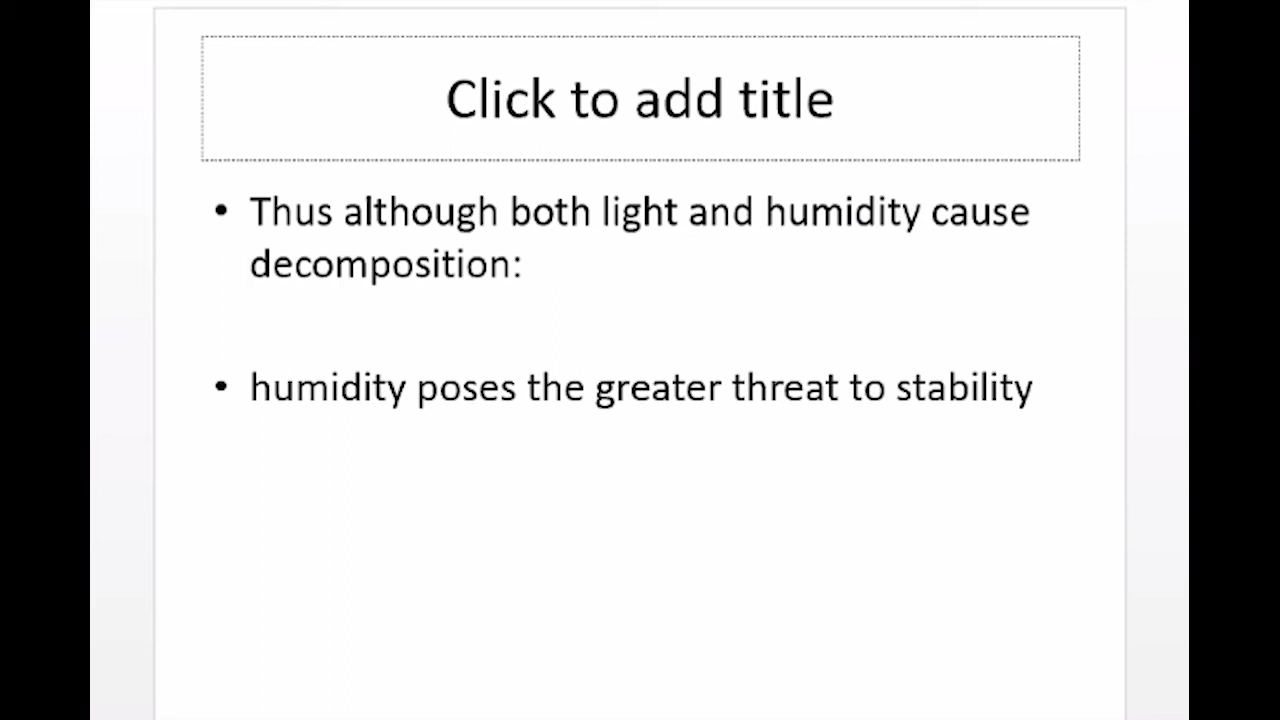 Click to add title
• Thus although both light and humidity cause
decomposition:
• humidity poses the greater threat to stability